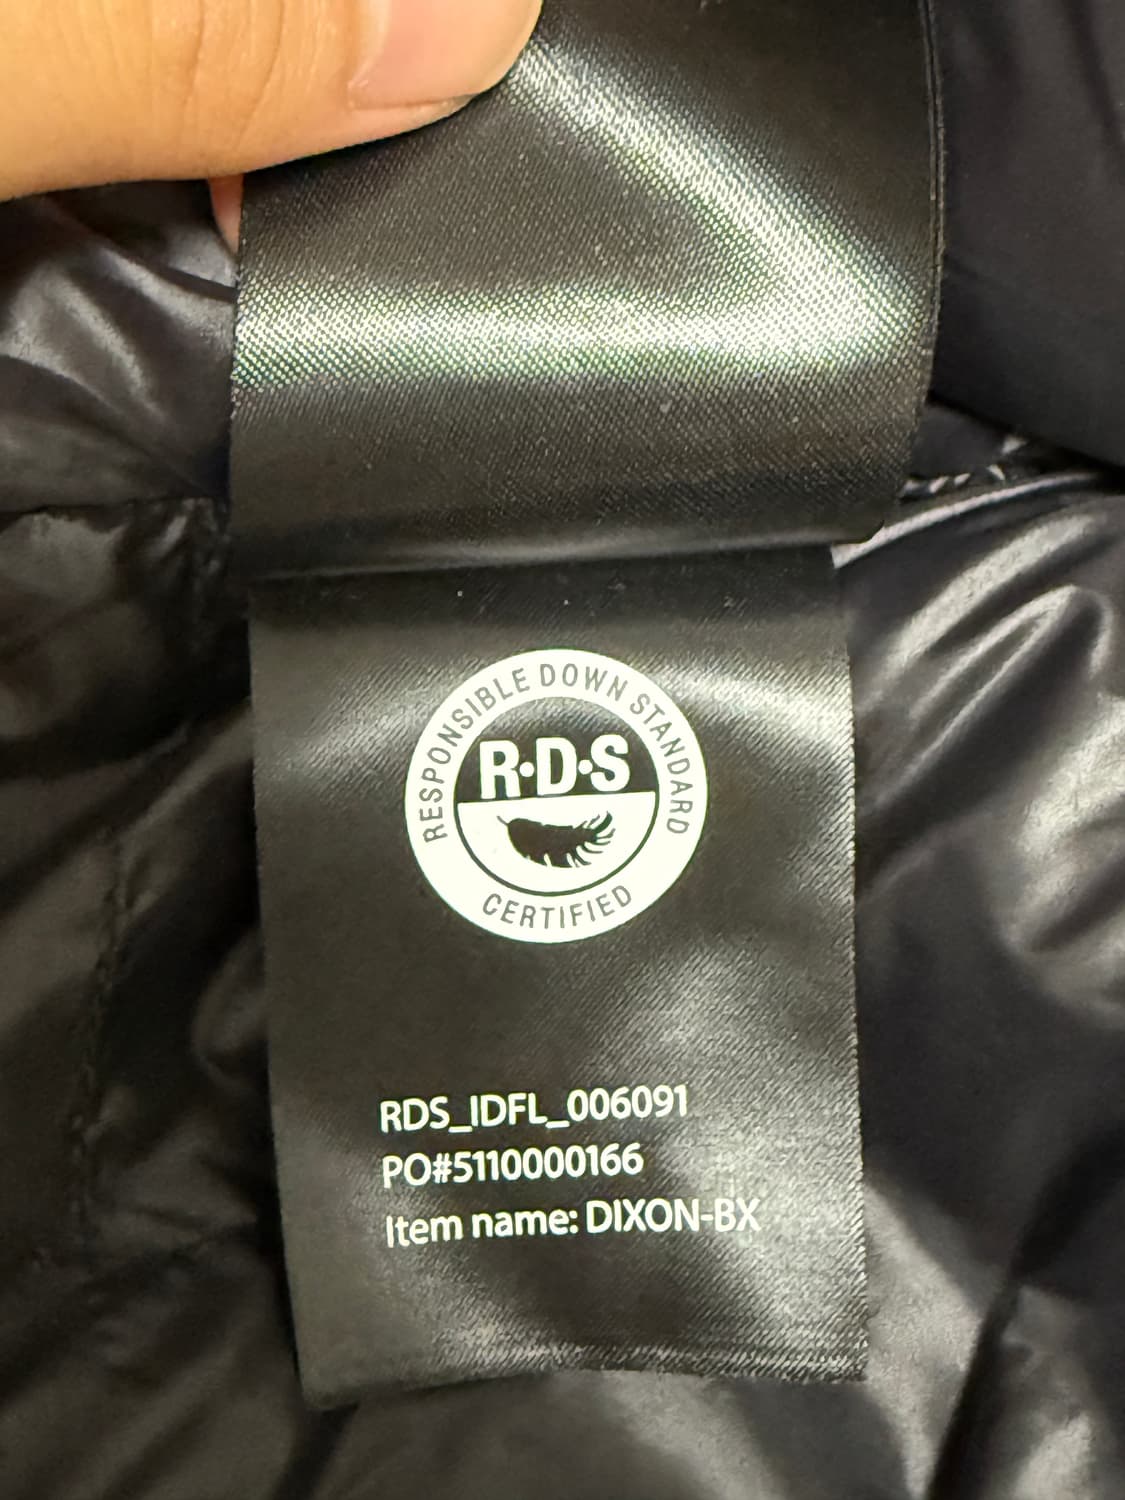 RESPONSIBLE DOWN STANDARD
R·D·S
CERTIFIED
RDS_IDFL_006091
PO#5110000166
Item name: DIXON-BX